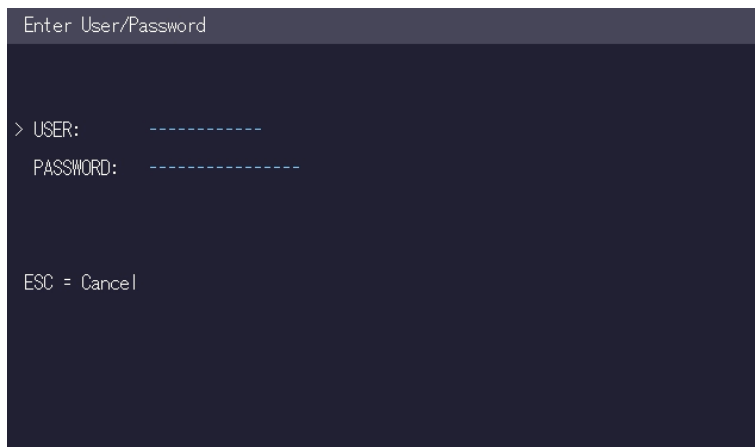 Enter User/Password
> USER: ------------
PASSWORD: ----------------
ESC = Cancel